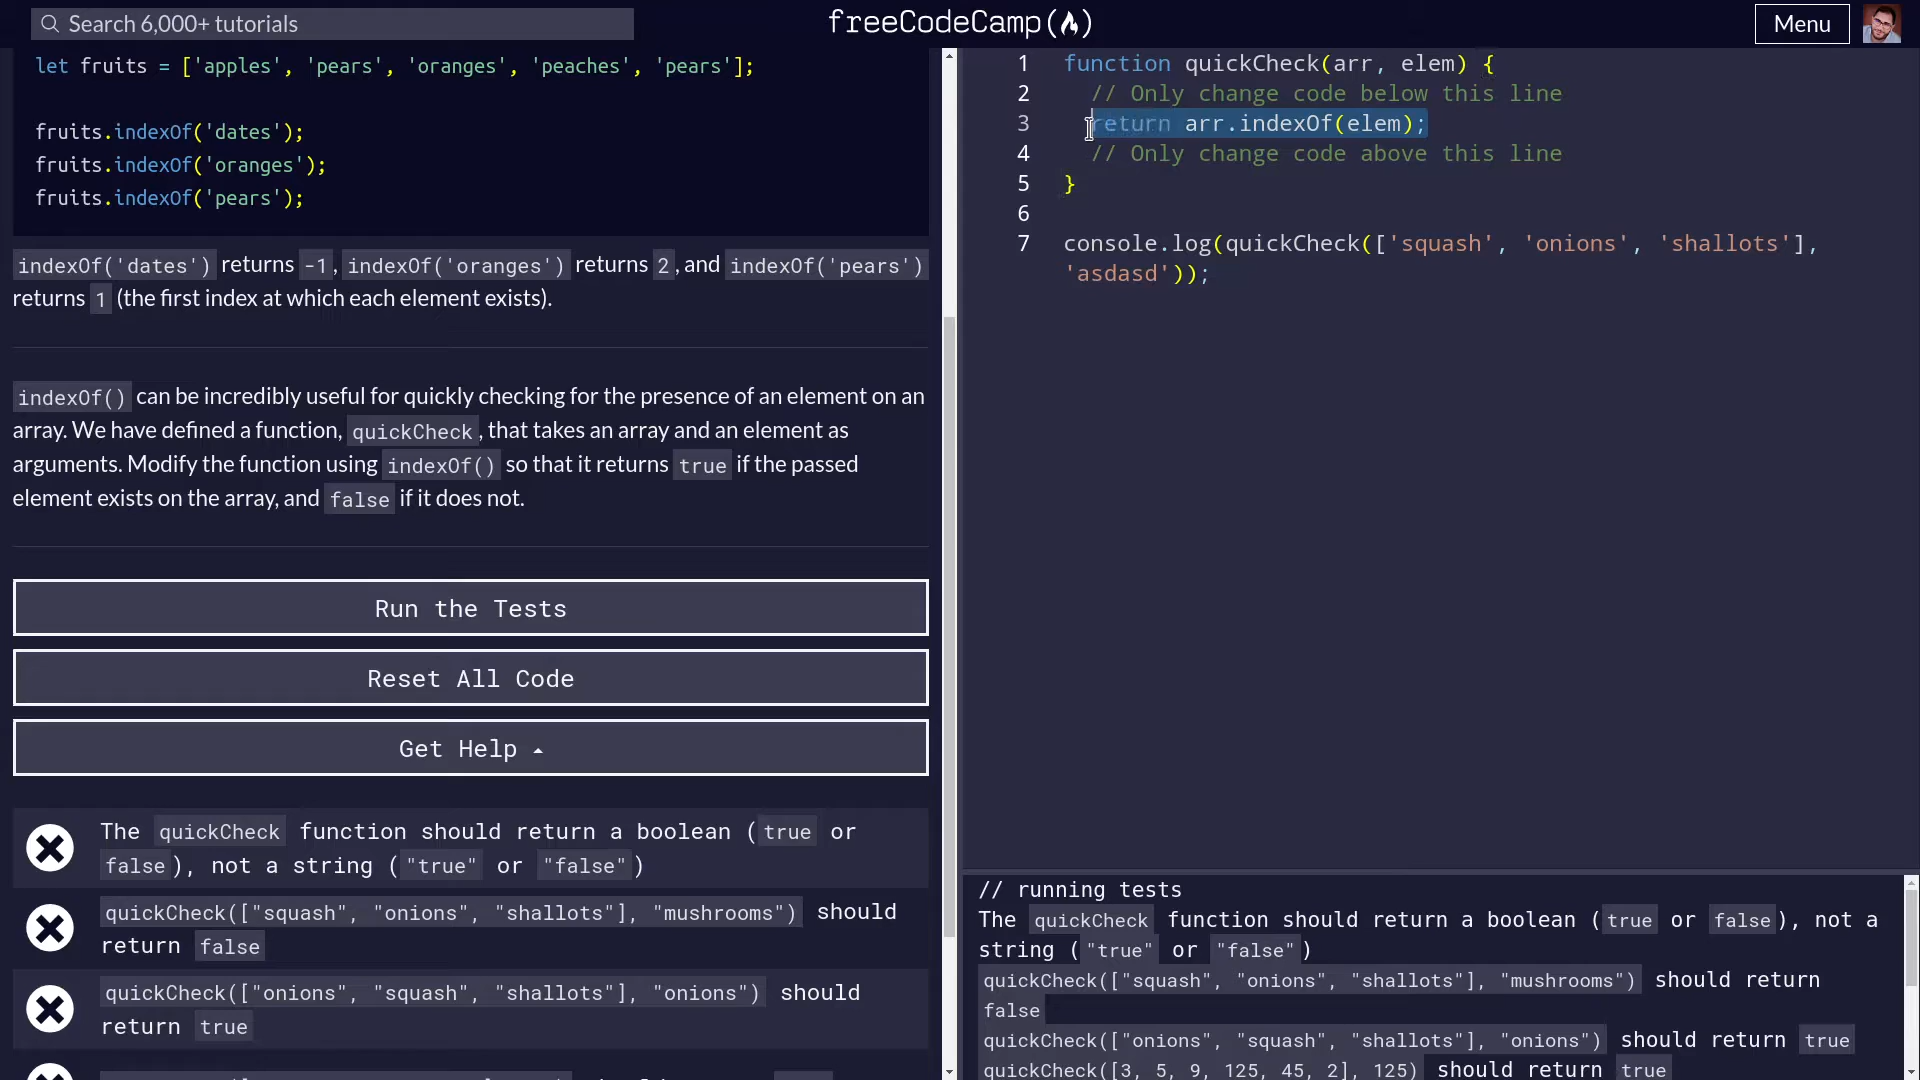 Search 6,000+ tutorials
freeCodeCamp
Menu
let fruits = ['apples', 'pears', 'oranges', 'peaches', 'pears'];
fruits.indexOf('dates');
fruits.indexOf('oranges');
fruits.indexOf('pears');
indexOf('dates') returns -1, indexOf('oranges') returns 2, and indexOf('pears')
returns 1 (the first index at which each element exists).
indexOf() can be incredibly useful for quickly checking for the presence of an element on an
array. We have defined a function, quickCheck, that takes an array and an element as
arguments. Modify the function using indexOf() so that it returns true if the passed
element exists on the array, and false if it does not.
Run the Tests
Reset All Code
Get Help
The quickCheck function should return a boolean (true or
false), not a string ("true" or "false")
quickCheck(["squash", "onions", "shallots"], "mushrooms") should
return false
quickCheck(["onions", "squash", "shallots"], "onions") should
return true
1 function quickCheck(arr, elem) {
2 // Only change code below this line
3 return arr.indexOf(elem);
4 // Only change code above this line
5 }
6
7 console.log(quickCheck(['squash', 'onions', 'shallots'],
'asdasd'));
// running tests
The quickCheck function should return a boolean (true or false), not a
string ("true" or "false")
quickCheck(["squash", "onions", "shallots"], "mushrooms") should return
false
quickCheck(["onions", "squash", "shallots"], "onions") should return true
quickCheck([3, 5, 9, 125, 45, 2], 125) should return true